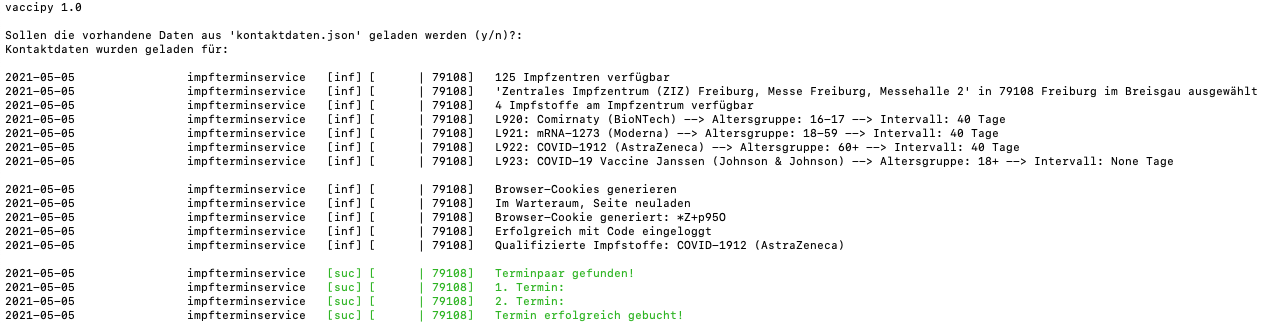 vaccipy 1.0
Sollen die vorhandene Daten aus 'kontaktdaten.json' geladen werden (y/n)?:
Kontaktdaten wurden geladen für:
2021-05-05 impfterminservice [inf] [ | 79108] 125 Impfzentren verfügbar
2021-05-05 impfterminservice [inf] [ | 79108] 'Zentrales Impfzentrum (ZIZ) Freiburg, Messe Freiburg, Messehalle 2' in 79108 Freiburg im Breisgau ausgewählt
2021-05-05 impfterminservice [inf] [ | 79108] 4 Impfstoffe am Impfzentrum verfügbar
2021-05-05 impfterminservice [inf] [ | 79108] L920: Comirnaty (BioNTech) --> Altersgruppe: 16-17 --> Intervall: 40 Tage
2021-05-05 impfterminservice [inf] [ | 79108] L921: mRNA-1273 (Moderna) --> Altersgruppe: 18-59 --> Intervall: 40 Tage
2021-05-05 impfterminservice [inf] [ | 79108] L922: COVID-1912 (AstraZeneca) --> Altersgruppe: 60+ --> Intervall: 40 Tage
2021-05-05 impfterminservice [inf] [ | 79108] L923: COVID-19 Vaccine Janssen (Johnson & Johnson) --> Altersgruppe: 18+ --> Intervall: None Tage
2021-05-05 impfterminservice [inf] [ | 79108] Browser-Cookies generieren
2021-05-05 impfterminservice [inf] [ | 79108] Im Warteraum, Seite neuladen
2021-05-05 impfterminservice [inf] [ | 79108] Browser-Cookie generiert: *Z+p95O
2021-05-05 impfterminservice [inf] [ | 79108] Erfolgreich mit Code eingeloggt
2021-05-05 impfterminservice [inf] [ | 79108] Qualifizierte Impfstoffe: COVID-1912 (AstraZeneca)
2021-05-05 impfterminservice [suc] [ | 79108] Terminpaar gefunden!
2021-05-05 impfterminservice [suc] [ | 79108] 1. Termin:
2021-05-05 impfterminservice [suc] [ | 79108] 2. Termin:
2021-05-05 impfterminservice [suc] [ | 79108] Termin erfolgreich gebucht!